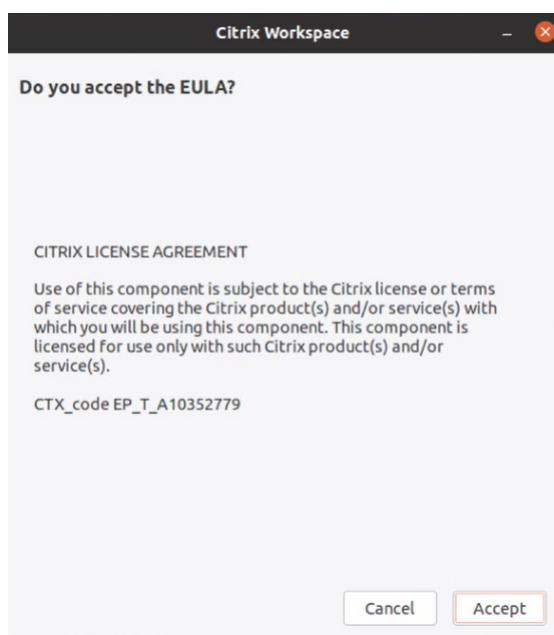 Citrix Workspace
Do you accept the EULA?
CITRIX LICENSE AGREEMENT
Use of this component is subject to the Citrix license or terms
of service covering the Citrix product(s) and/or service(s) with
which you will be using this component. This component is
licensed for use only with such Citrix product(s) and/or
service(s).
CTX_code EP_T_A10352779
Cancel
Accept